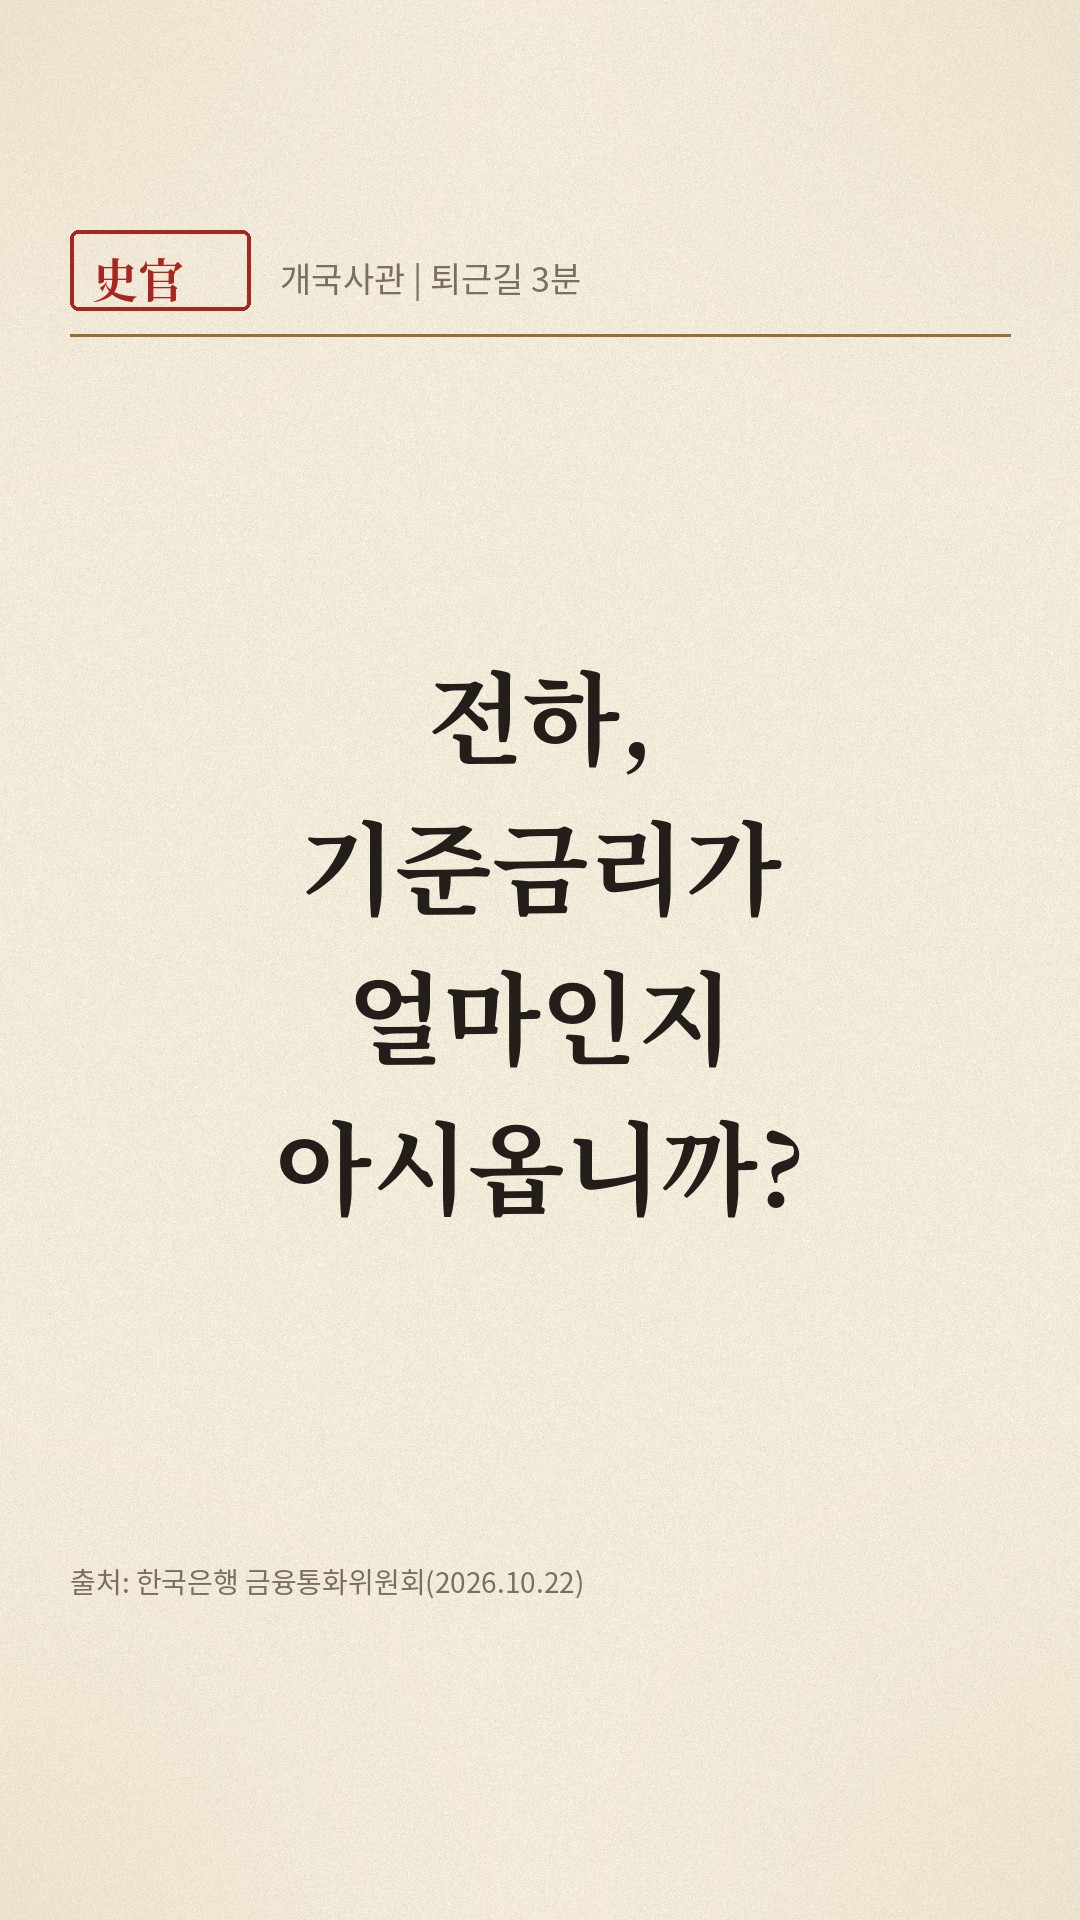 史官
개국사관 | 퇴근길 3분
전하,
기준금리가
얼마인지
아시옵니까?
출처: 한국은행 금융통화위원회(2026.10.22)